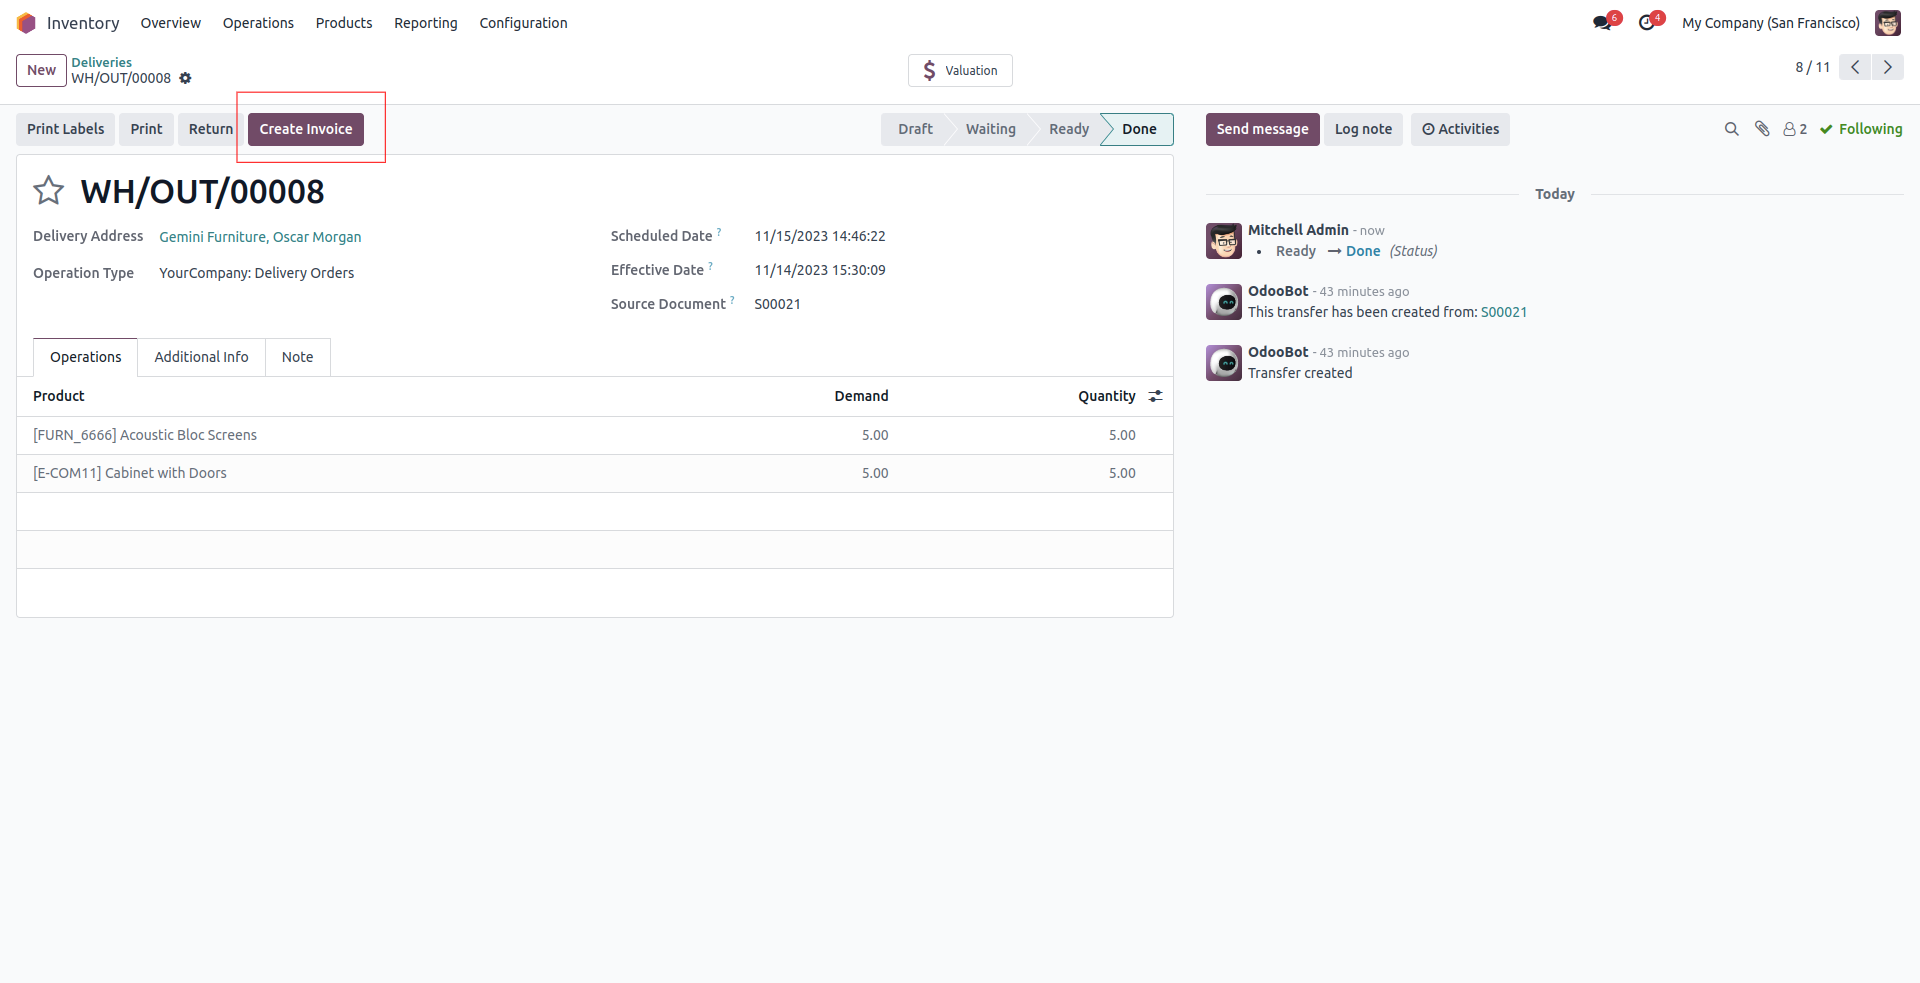 Inventory Overview Operations Products Reporting Configuration 6 4 My Company (San Francisco)
New Deliveries
WH/OUT/00008
$ Valuation
8 / 11
Print Labels Print Return Create Invoice Draft Waiting Ready Done Send message Log note Activities 2 Following
WH/OUT/00008
Delivery Address Gemini Furniture, Oscar Morgan
Operation Type YourCompany: Delivery Orders
Scheduled Date ? 11/15/2023 14:46:22
Effective Date ? 11/14/2023 15:30:09
Source Document ? S00021
Operations Additional Info Note
Product Demand Quantity
[FURN_6666] Acoustic Bloc Screens 5.00 5.00
[E-COM11] Cabinet with Doors 5.00 5.00
Today
Mitchell Admin - now
• Ready → Done (Status)
OdooBot - 43 minutes ago
This transfer has been created from: S00021
OdooBot - 43 minutes ago
Transfer created